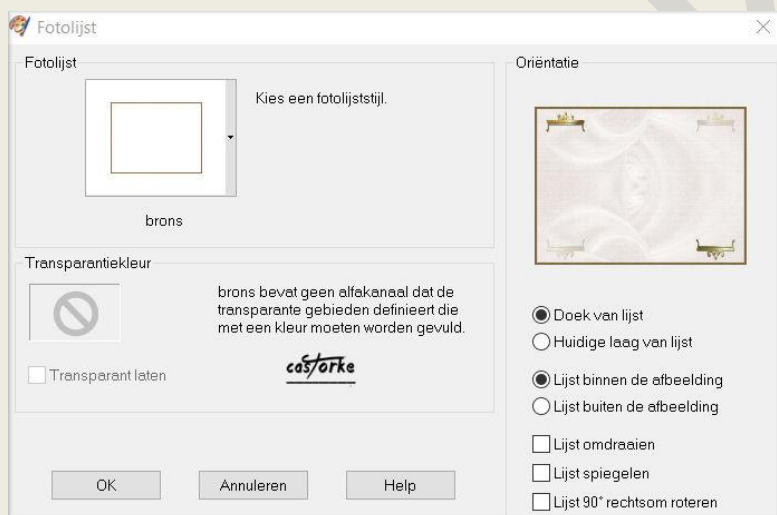 Fotolijst
Fotolijst
Kies een fotolijststijl.
brons
Transparantiekleur
brons bevat geen alfakanaal dat de
transparante gebieden definieert die
met een kleur moeten worden gevuld.
Transparant laten
castorke
OK
Annuleren
Help
Oriëntatie
Doek van lijst
Huidige laag van lijst
Lijst binnen de afbeelding
Lijst buiten de afbeelding
Lijst omdraaien
Lijst spiegelen
Lijst 90° rechtsom roteren